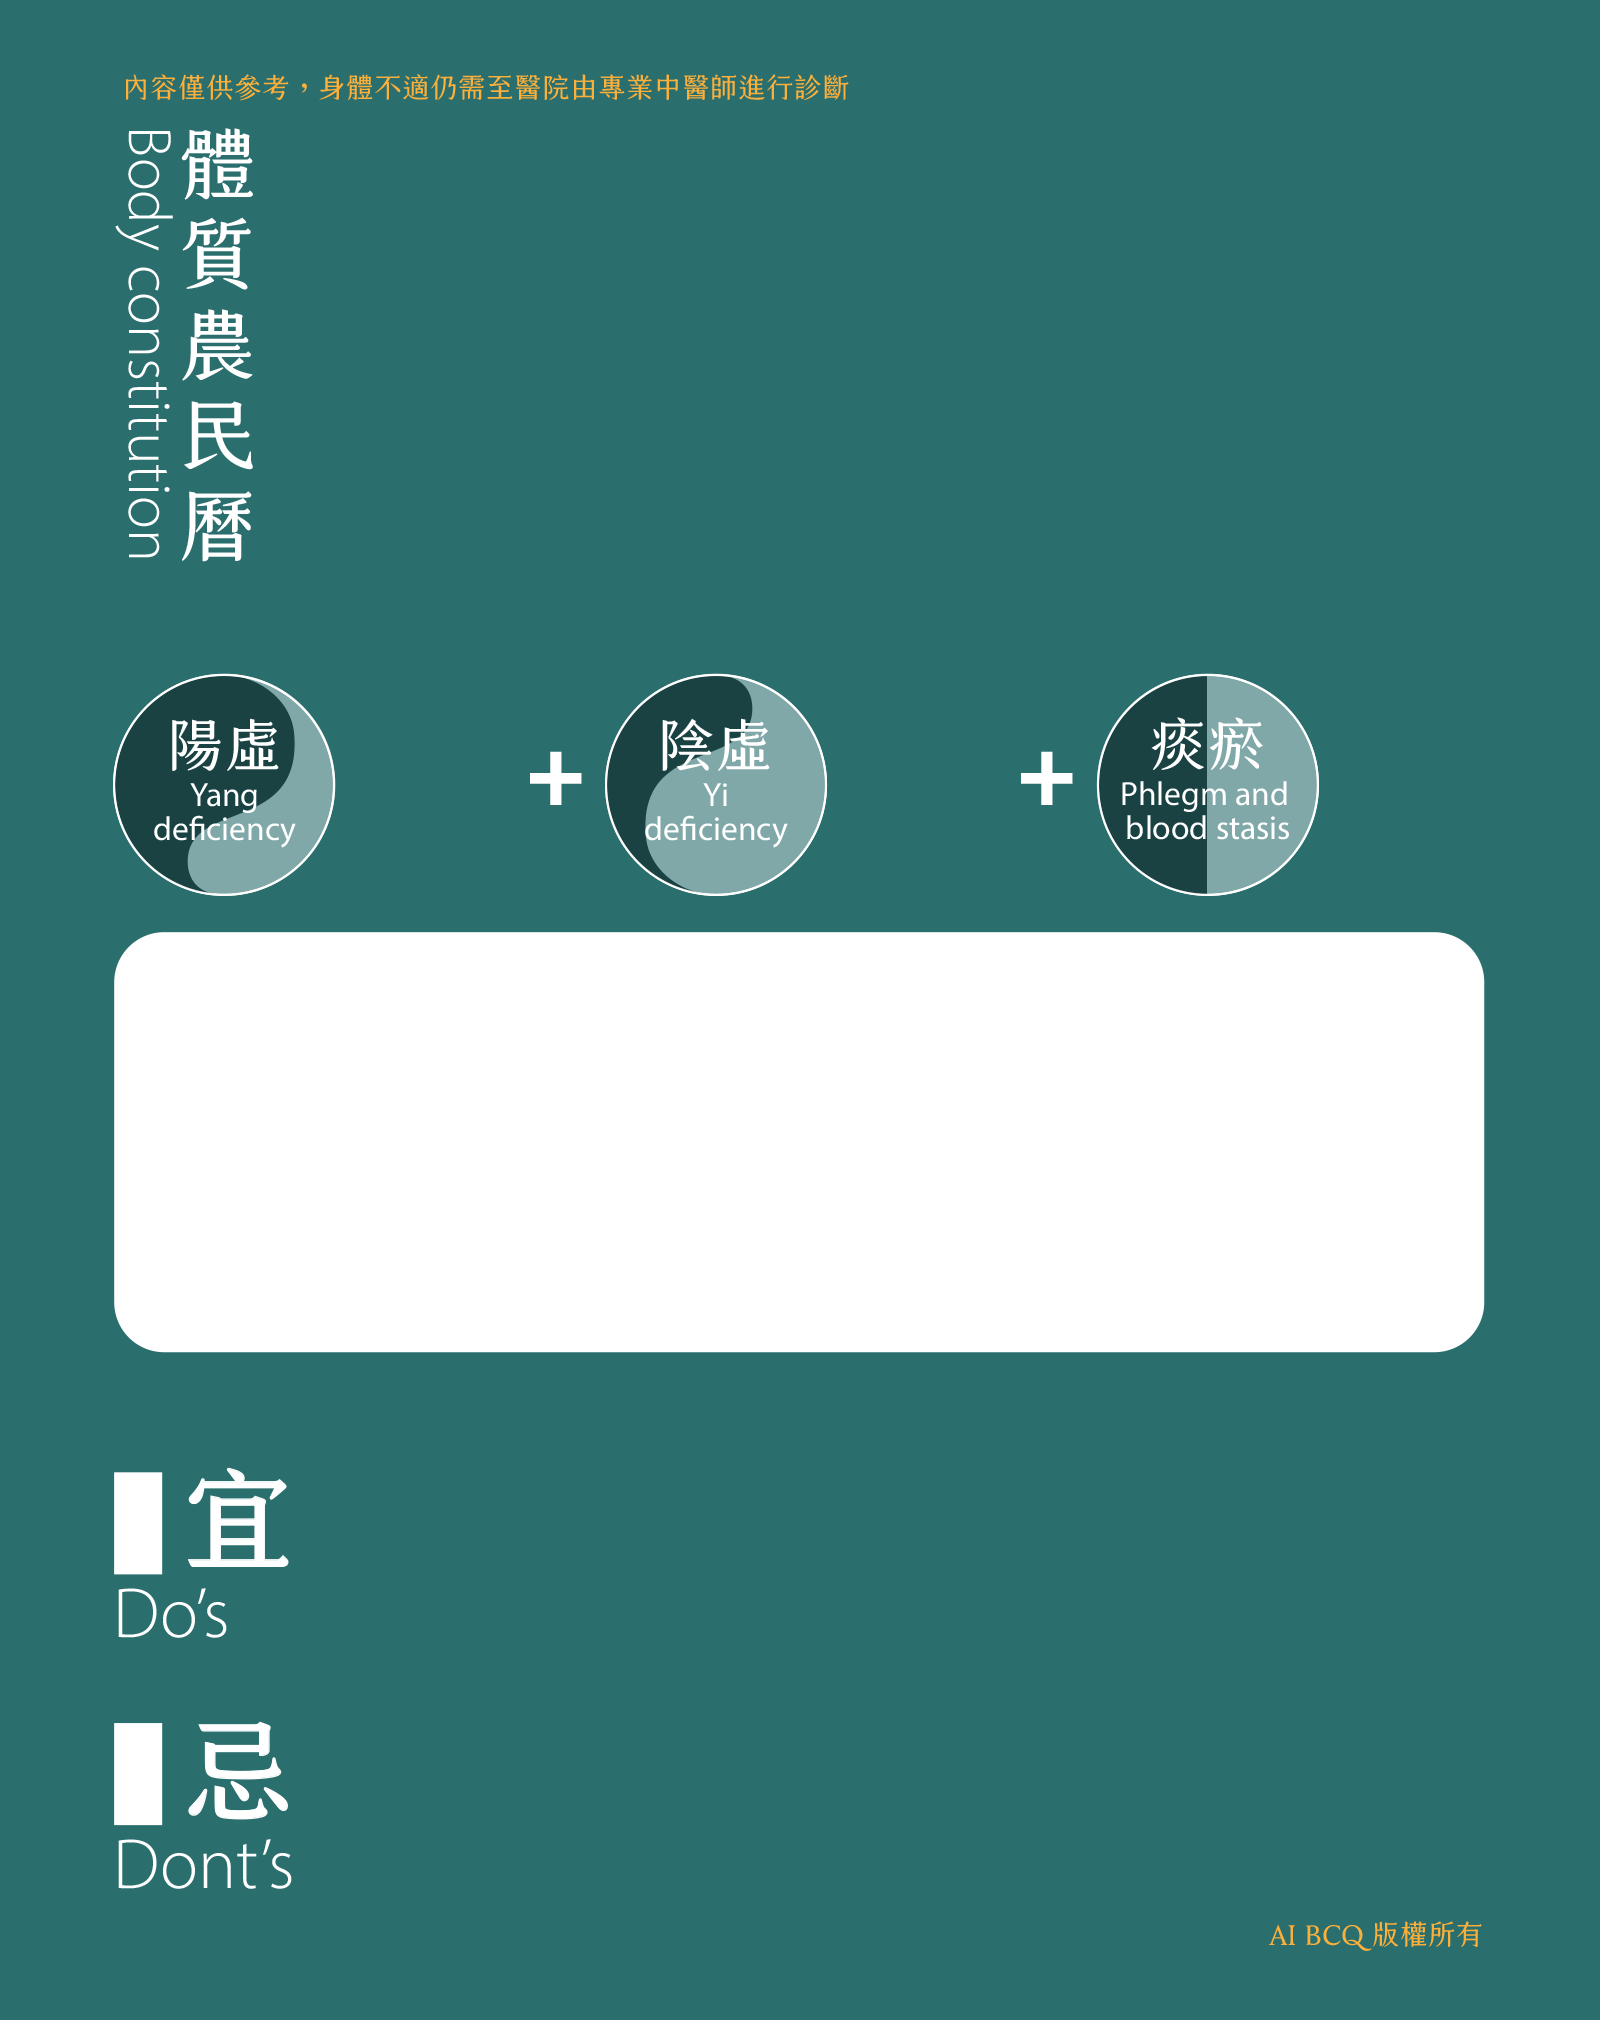 內容僅供參考，身體不適仍需至醫院由專業中醫師進行診斷
體質農民曆
Body constitution
陽虛
Yang
deficiency
+
陰虛
Yi
deficiency
+
痰瘀
Phlegm and
blood stasis
宜
Do’s
忌
Dont’s
AI BCQ 版權所有